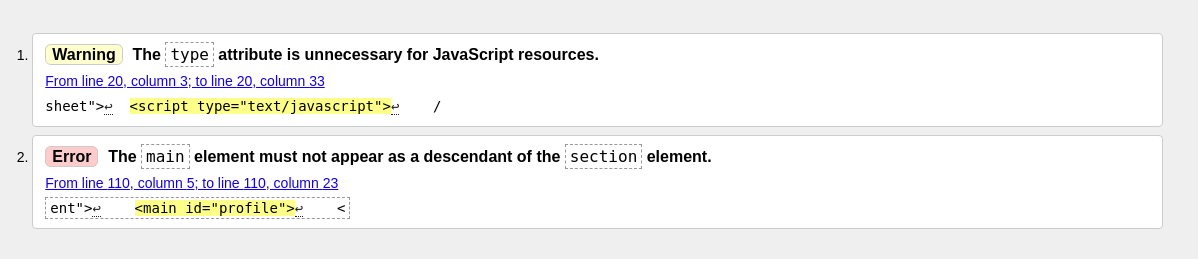 1. Warning The type attribute is unnecessary for JavaScript resources.
From line 20, column 3; to line 20, column 33
sheet">↩  <script type="text/javascript">↩    /
2. Error The main element must not appear as a descendant of the section element.
From line 110, column 5; to line 110, column 23
ent">↩    <main id="profile">↩    <